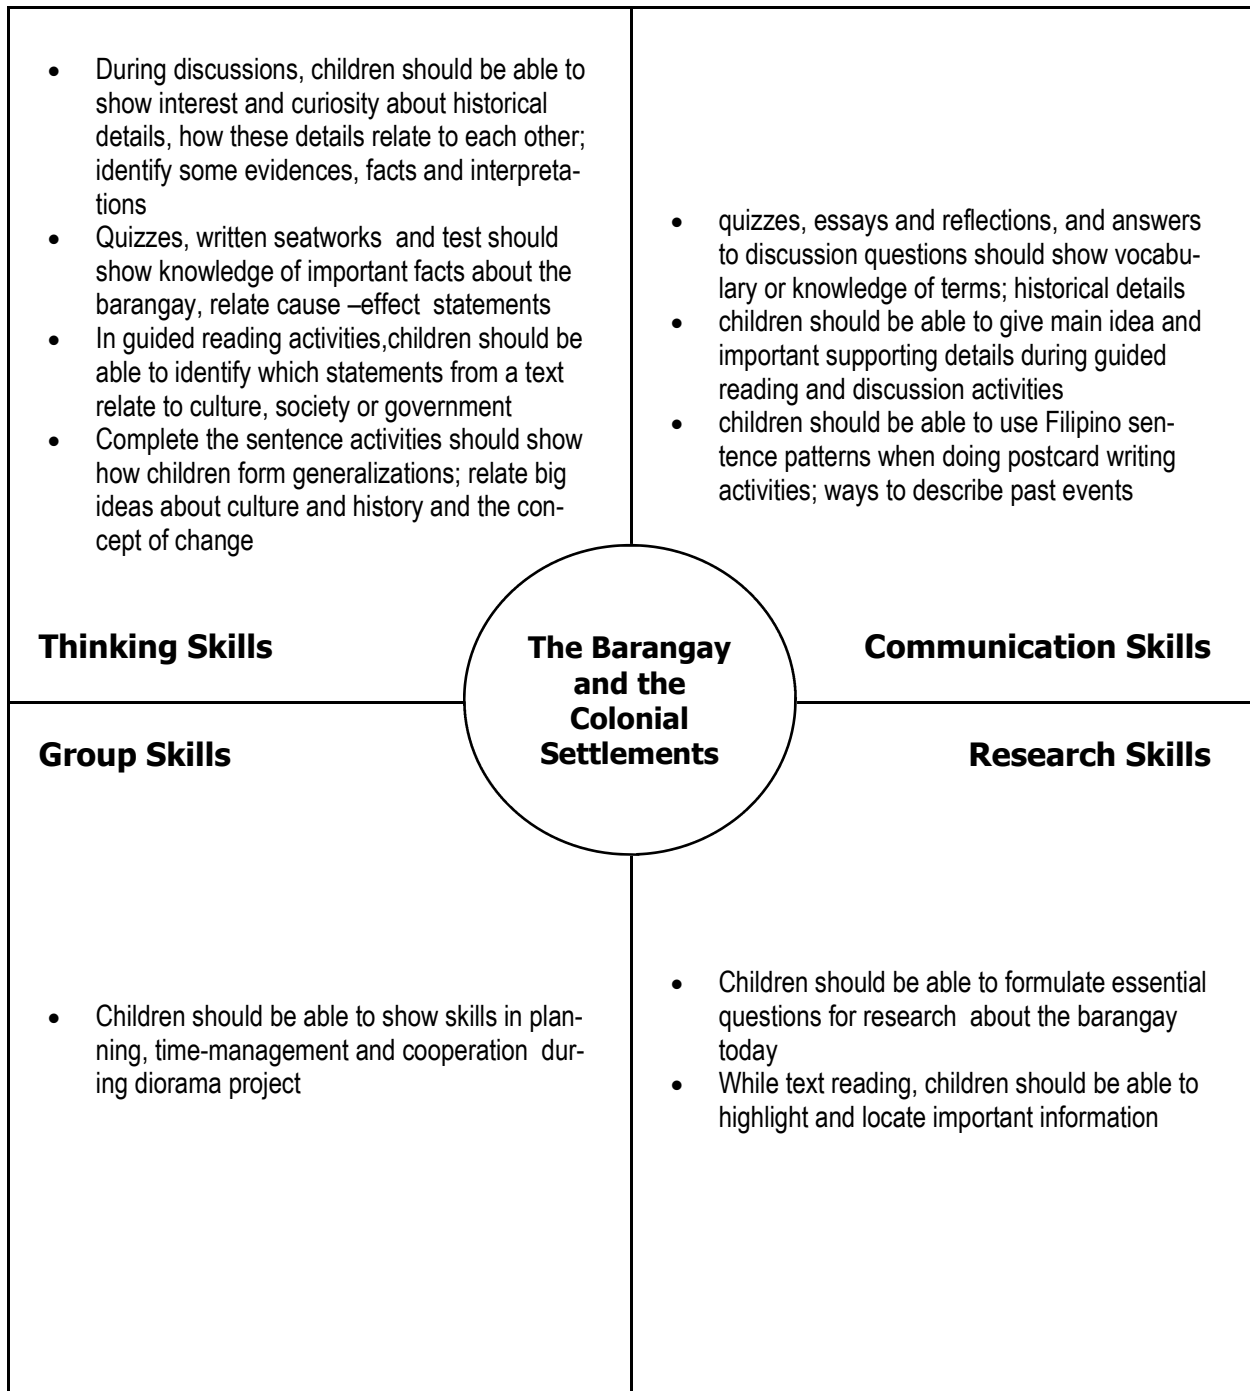 • During discussions, children should be able to
show interest and curiosity about historical
details, how these details relate to each other;
identify some evidences, facts and interpreta-
tions
• Quizzes, written seatworks  and test should
show knowledge of important facts about the
barangay, relate cause –effect  statements
• In guided reading activities,children should be
able to identify which statements from a text
relate to culture, society or government
• Complete the sentence activities should show
how children form generalizations; relate big
ideas about culture and history and the con-
cept of change
Thinking Skills
• quizzes, essays and reflections, and answers
to discussion questions should show vocabu-
lary or knowledge of terms; historical details
• children should be able to give main idea and
important supporting details during guided
reading and discussion activities
• children should be able to use Filipino sen-
tence patterns when doing postcard writing
activities; ways to describe past events
Communication Skills
The Barangay
and the
Colonial
Settlements
Group Skills
• Children should be able to show skills in plan-
ning, time-management and cooperation  dur-
ing diorama project
Research Skills
• Children should be able to formulate essential
questions for research  about the barangay
today
• While text reading, children should be able to
highlight and locate important information